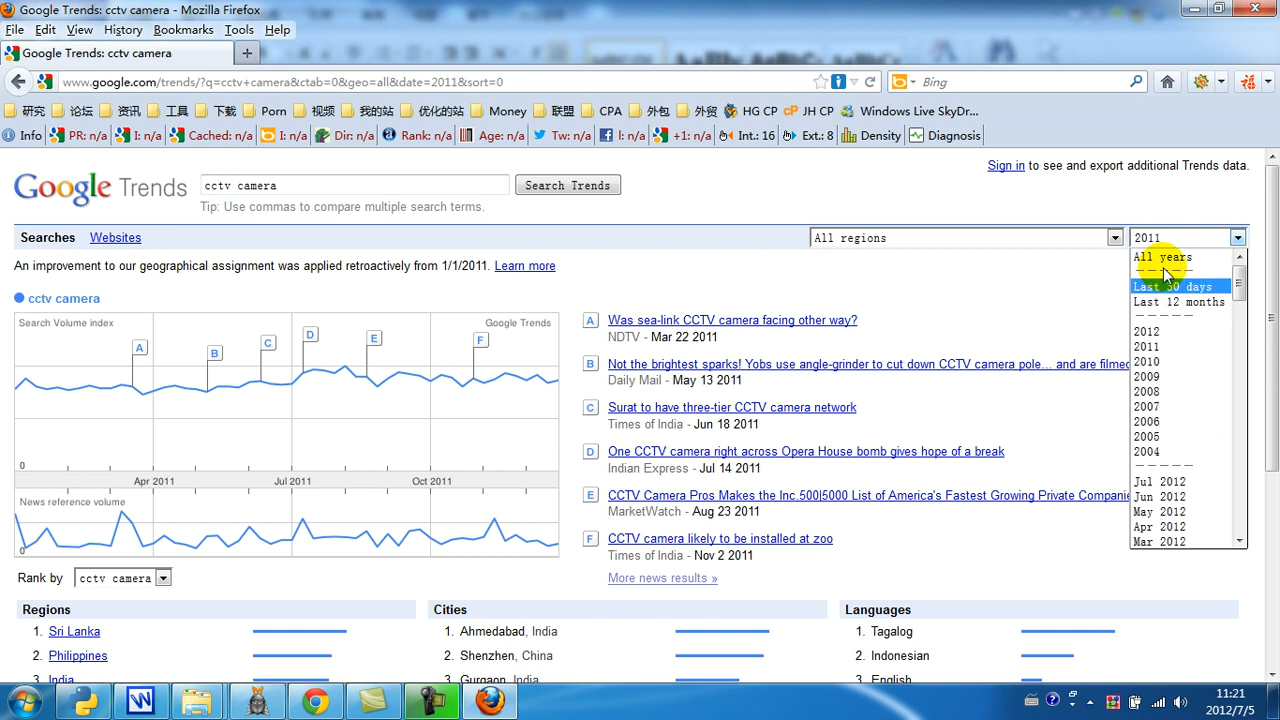 Google Trends: cctv camera - Mozilla Firefox
File Edit View History Bookmarks Tools Help
Google Trends: cctv camera
www.google.com/trends/?q=cctv+camera&ctab=0&geo=all&date=2011&sort=0
Bing
研究 论坛 资讯 工具 下载 Porn 视频 我的站 优化的站 Money 联盟 CPA 外包 外贸 HG CP JH CP Windows Live SkyDr...
Info PR: n/a I: n/a Cached: n/a I: n/a Dir: n/a Rank: n/a Age: n/a Tw: n/a I: n/a +1: n/a Int.: 16 Ext.: 8 Density Diagnosis
Sign in to see and export additional Trends data.
Google Trends
cctv camera
Search Trends
Tip: Use commas to compare multiple search terms.
Searches Websites
All regions
2011
An improvement to our geographical assignment was applied retroactively from 1/1/2011. Learn more
cctv camera
Search Volume index
Google Trends
A
B
C
D
E
F
0
Apr 2011 Jul 2011 Oct 2011
News reference volume
0
A Was sea-link CCTV camera facing other way?
NDTV - Mar 22 2011
B Not the brightest sparks! Yobs use angle-grinder to cut down CCTV camera pole... and are filmed
Daily Mail - May 13 2011
C Surat to have three-tier CCTV camera network
Times of India - Jun 18 2011
D One CCTV camera right across Opera House bomb gives hope of a break
Indian Express - Jul 14 2011
E CCTV Camera Pros Makes the Inc.500|5000 List of America's Fastest Growing Private Companie
MarketWatch - Aug 23 2011
F CCTV camera likely to be installed at zoo
Times of India - Nov 2 2011
More news results »
All years
Last 30 days
Last 12 months
2012
2011
2010
2009
2008
2007
2006
2005
2004
Jul 2012
Jun 2012
May 2012
Apr 2012
Mar 2012
Rank by cctv camera
Regions
1. Sri Lanka
2. Philippines
3. India
Cities
1. Ahmedabad, India
2. Shenzhen, China
3. Gurgaon, India
Languages
1. Tagalog
2. Indonesian
3. English
11:21
2012/7/5